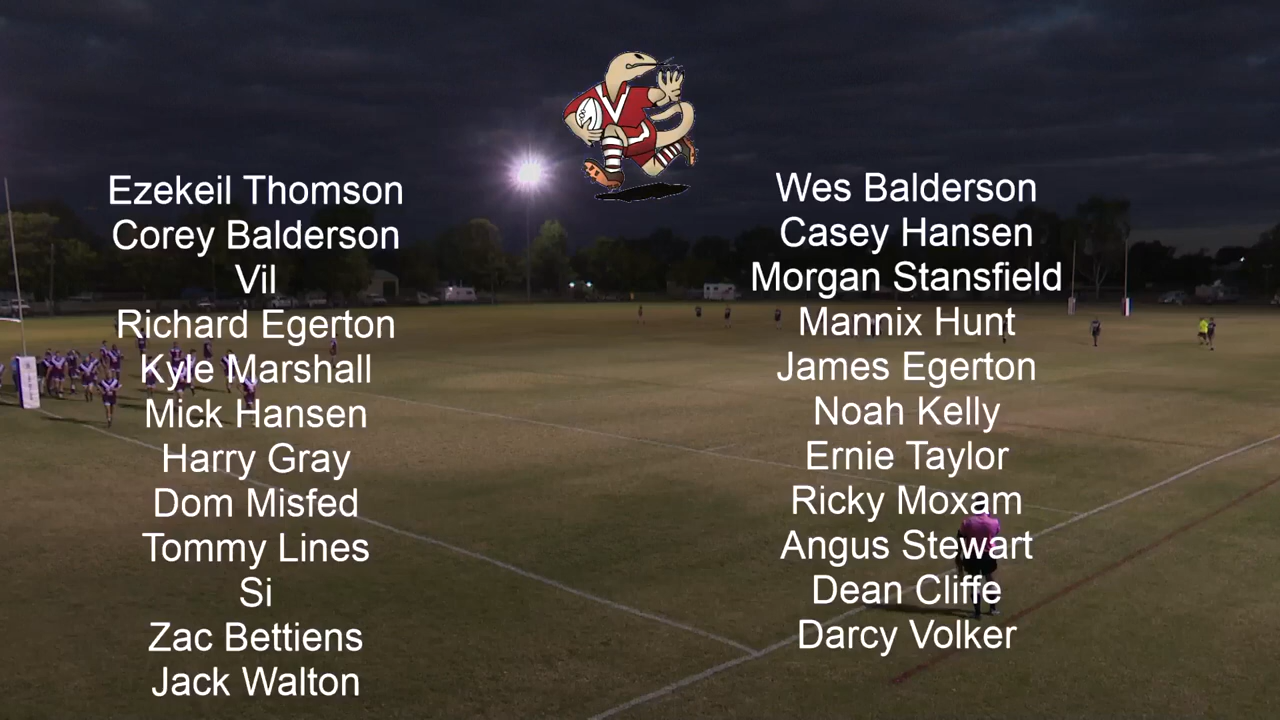 Ezekeil Thomson
Corey Balderson
Vil
Richard Egerton
Kyle Marshall
Mick Hansen
Harry Gray
Dom Misfed
Tommy Lines
Si
Zac Bettiens
Jack Walton
Wes Balderson
Casey Hansen
Morgan Stansfield
Mannix Hunt
James Egerton
Noah Kelly
Ernie Taylor
Ricky Moxam
Angus Stewart
Dean Cliffe
Darcy Volker